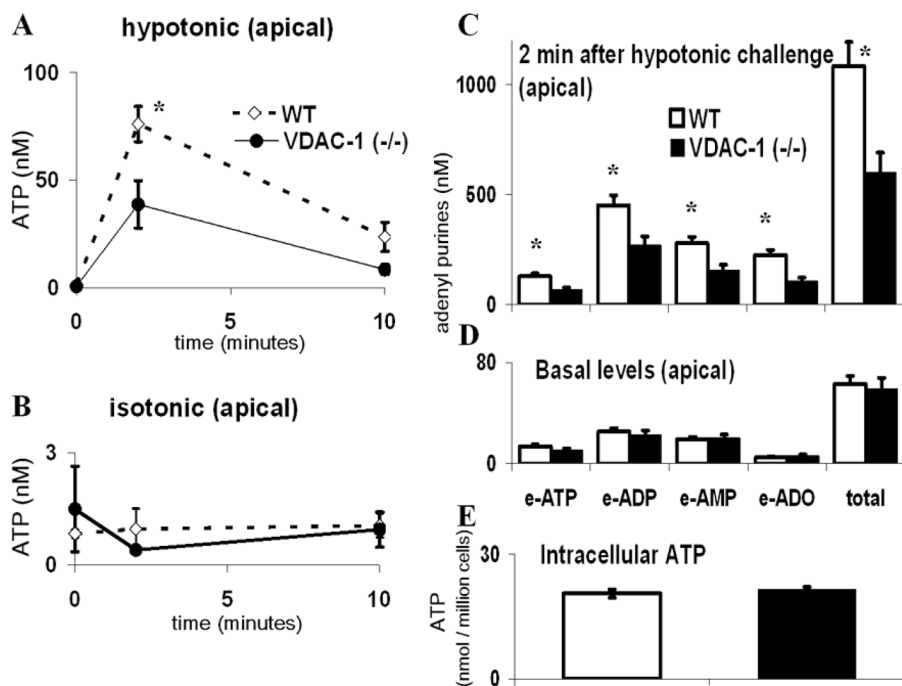 A
hypotonic (apical)
100
50
0
ATP (nM)
WT
*
VDAC-1 (-/-)
0
5
10
time (minutes)
B
isotonic (apical)
3
0
ATP (nM)
0
5
10
time (minutes)
C
2 min after hypotonic challenge
(apical)
*
WT
VDAC-1 (-/-)
1000
500
0
adenyl purines (nM)
*
*
*
*
D
Basal levels (apical)
80
0
e-ATP
e-ADP
e-AMP
e-ADO
total
E
Intracellular ATP
30
0
ATP
(nmol / million cells)